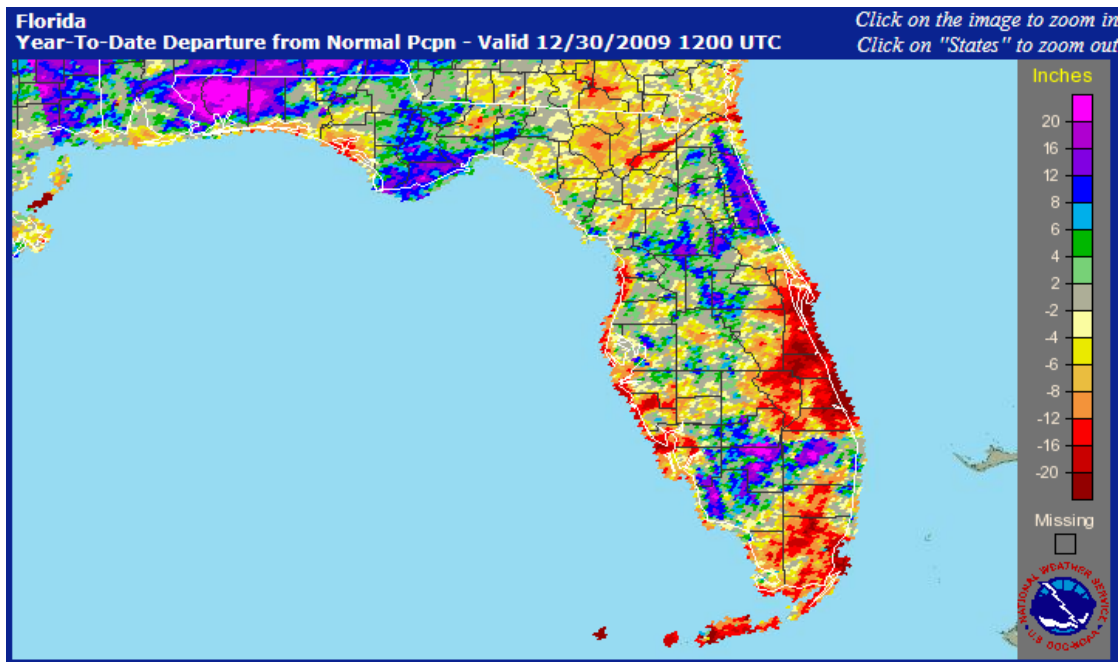 Florida
Year-To-Date Departure from Normal Pcpn - Valid 12/30/2009 1200 UTC
Click on the image to zoom in
Click on "States" to zoom out
Inches
20
16
12
8
6
4
2
-2
-4
-6
-8
-12
-16
-20
Missing
NATIONAL WEATHER SERVICE
U.S DOC-NOAA